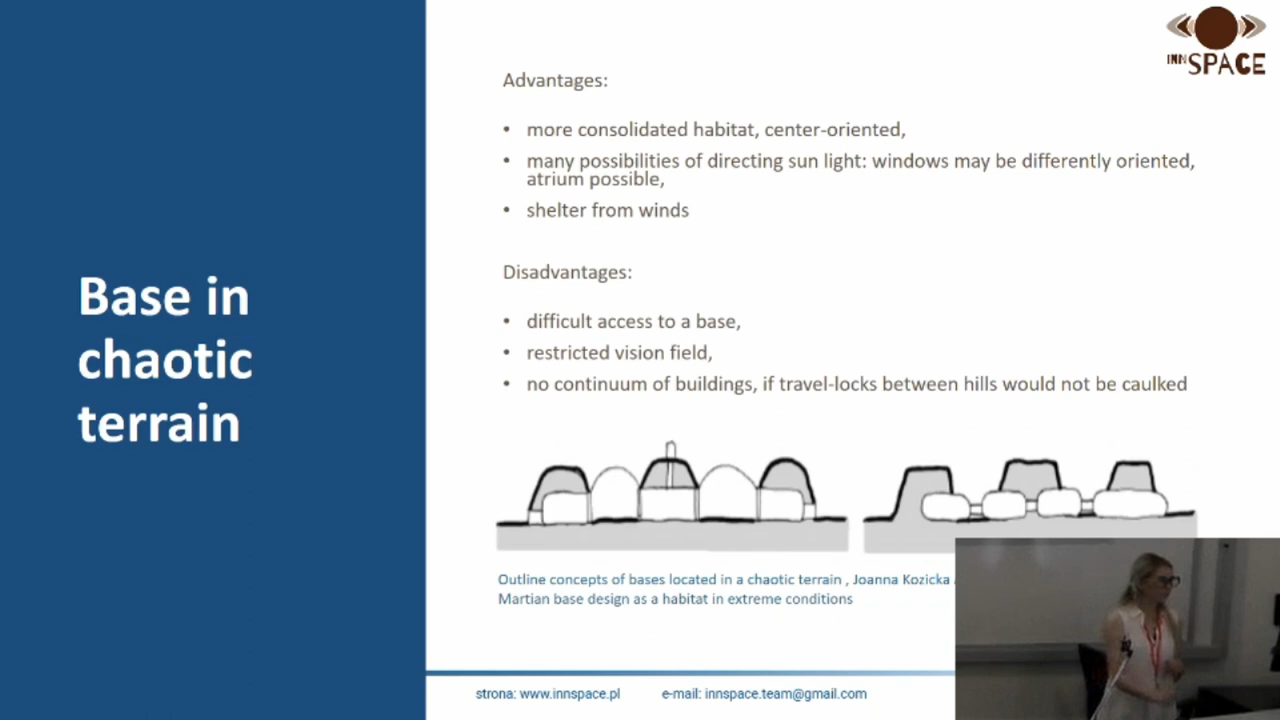 INNSPACE
Base in
chaotic
terrain
Advantages:
• more consolidated habitat, center-oriented,
• many possibilities of directing sun light: windows may be differently oriented,
atrium possible,
• shelter from winds
Disadvantages:
• difficult access to a base,
• restricted vision field,
• no continuum of buildings, if travel-locks between hills would not be caulked
Outline concepts of bases located in a chaotic terrain , Joanna Kozicka
Martian base design as a habitat in extreme conditions
strona: www.innspace.pl e-mail: innspace.team@gmail.com